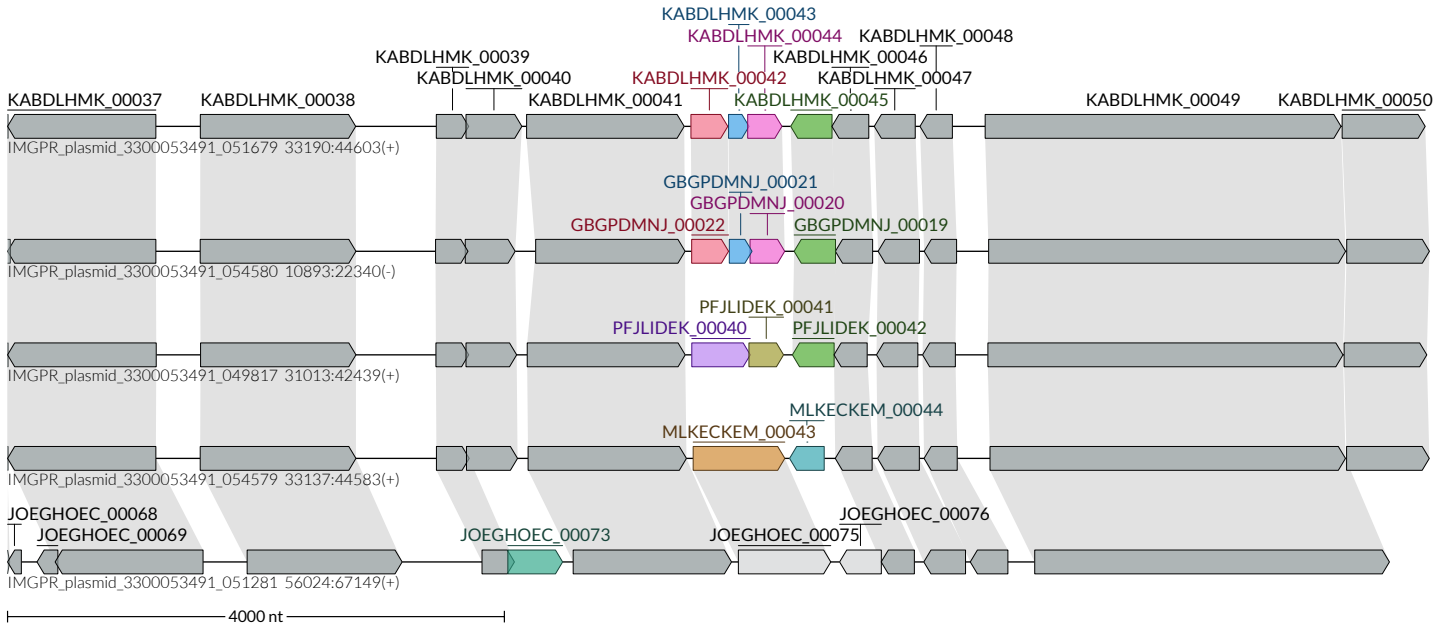 KABDLHMK_00043
KABDLHMK_00044 KABDLHMK_00048
KABDLHMK_00039 KABDLHMK_00046
KABDLHMK_00040 KABDLHMK_00042 KABDLHMK_00047
KABDLHMK_00037 KABDLHMK_00038 KABDLHMK_00041 KABDLHMK_00045 KABDLHMK_00049 KABDLHMK_00050
IMGPR_plasmid_3300053491_051679 33190:44603(+)
GBGPDMNJ_00021
GBGPDMNJ_00020
GBGPDMNJ_00022 GBGPDMNJ_00019
IMGPR_plasmid_3300053491_054580 10893:22340(-)
PFJLIDEK_00041
PFJLIDEK_00040 PFJLIDEK_00042
IMGPR_plasmid_3300053491_049817 31013:42439(+)
MLKECKEM_00044
MLKECKEM_00043
IMGPR_plasmid_3300053491_054579 33137:44583(+)
JOEGHOEC_00068 JOEGHOEC_00076
JOEGHOEC_00069 JOEGHOEC_00073 JOEGHOEC_00075
IMGPR_plasmid_3300053491_051281 56024:67149(+)
4000 nt